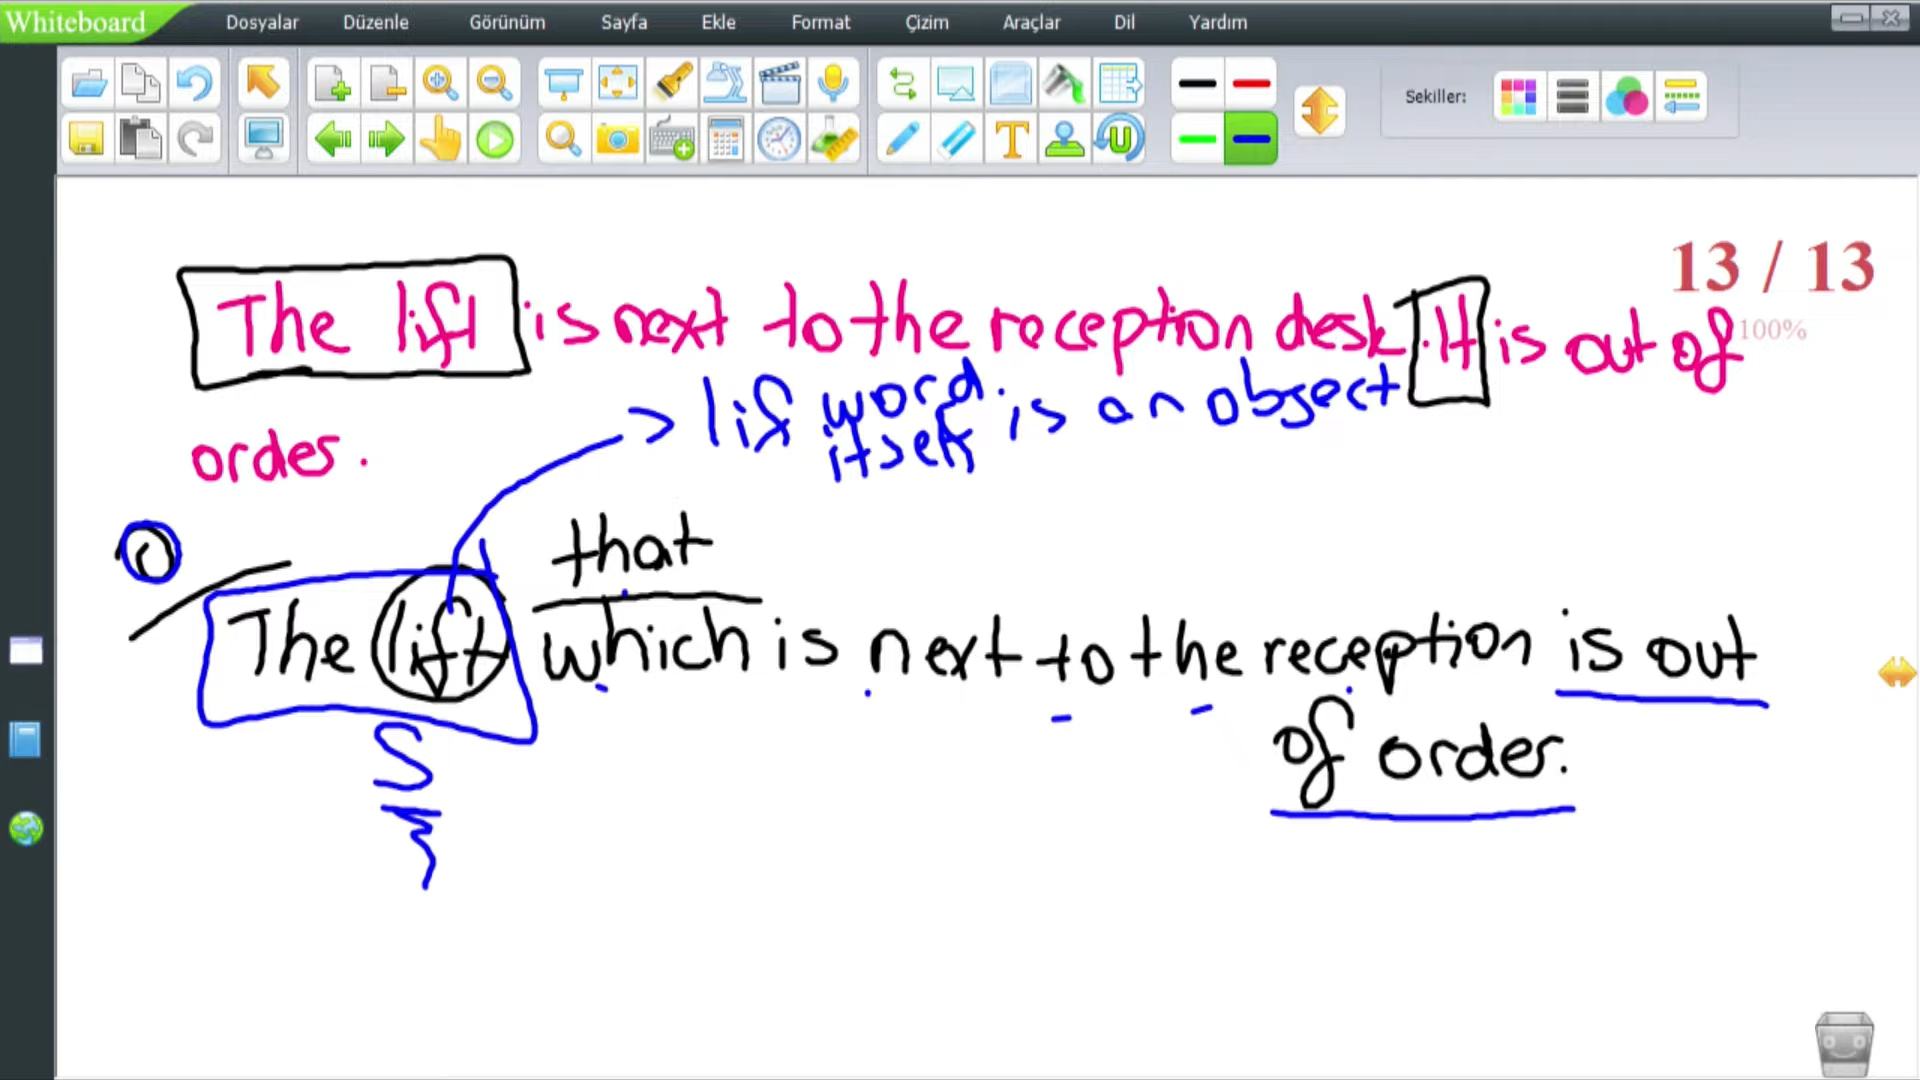 Whiteboard Dosyalar Düzenle Görünüm Sayfa Ekle Format Çizim Araçlar Dil Yardım
Sekiller:
13 / 13
100%
The lift is next to the reception desk. It is out of
order.
lif word itself is an object
that
The lift which is next to the reception is out
of order.
S